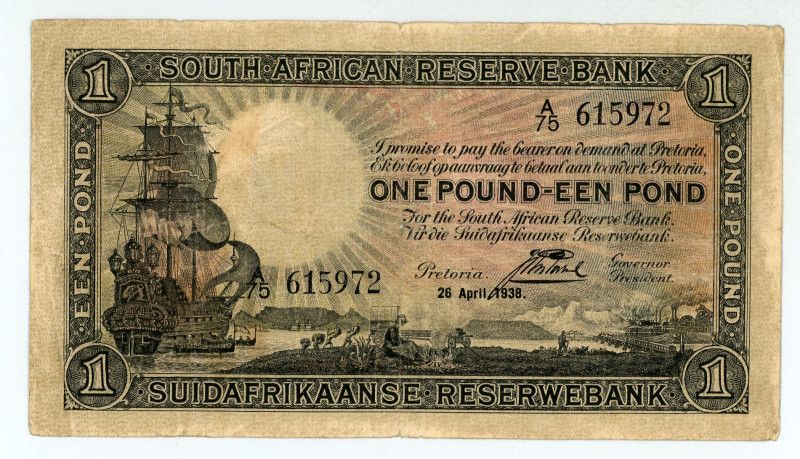 1 · SOUTH · AFRICAN · RESERVE · BANK · 1
A/75 615972
I promise to pay the bearer on demand at Pretoria,
Ek beloof op aanvraag te betaal aan toonder te Pretoria,
ONE POUND-EEN POND
For the South African Reserve Bank.
Vir die Suidafrikaanse Reserwebank.
A/75 615972
Pretoria.
Governor
President.
26 April, 1938.
· EEN · POND ·
· ONE · POUND ·
1 · SUIDAFRIKAANSE · RESERWEBANK · 1